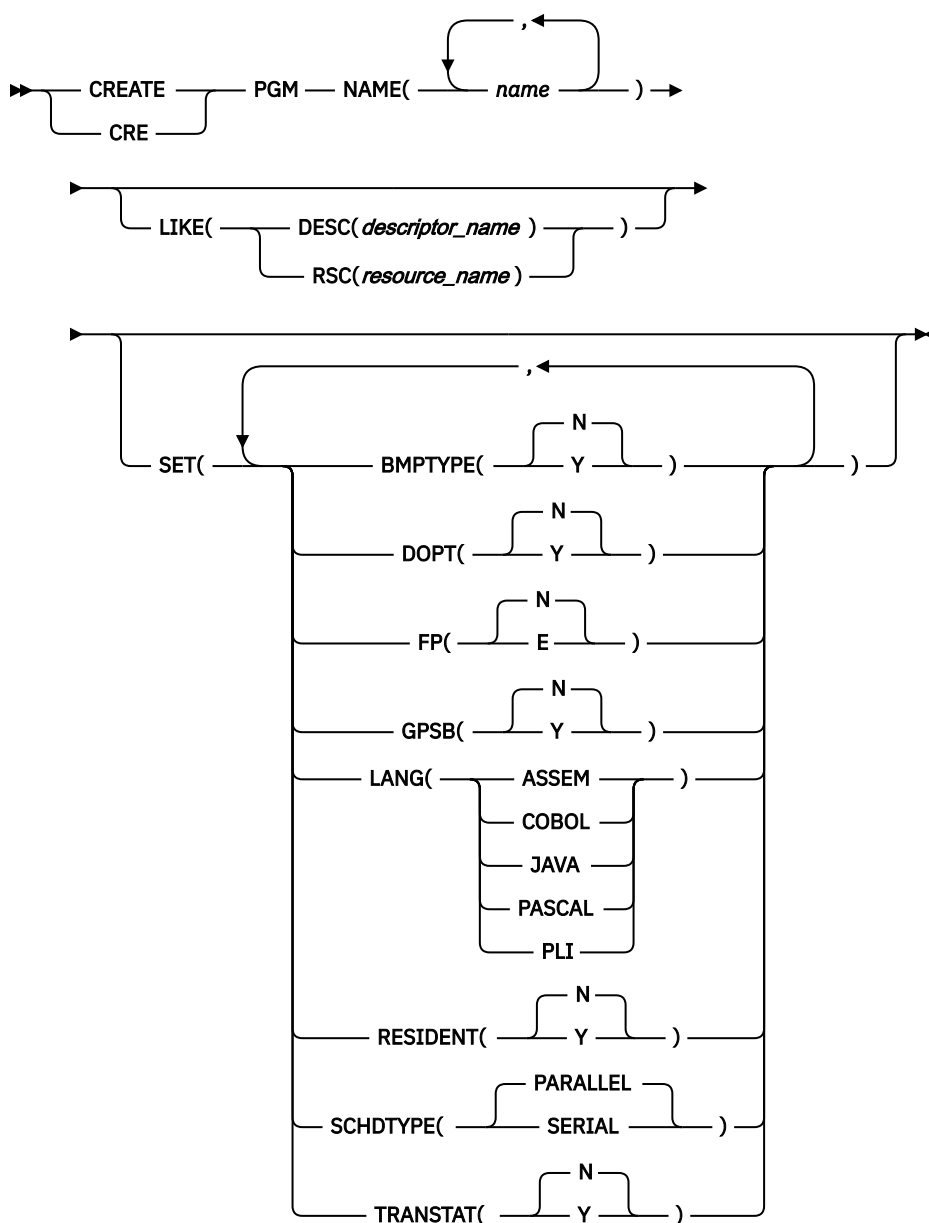 ,
CREATE PGM NAME( name )
CRE
LIKE( DESC(descriptor_name ) )
RSC(resource_name )
,
N
SET( BMPTYPE( Y ) )
N
DOPT( Y )
N
FP( E )
N
GPSB( Y )
LANG( ASSEM )
COBOL
JAVA
PASCAL
PLI
N
RESIDENT( Y )
PARALLEL
SCHDTYPE( SERIAL )
N
TRANSTAT( Y )